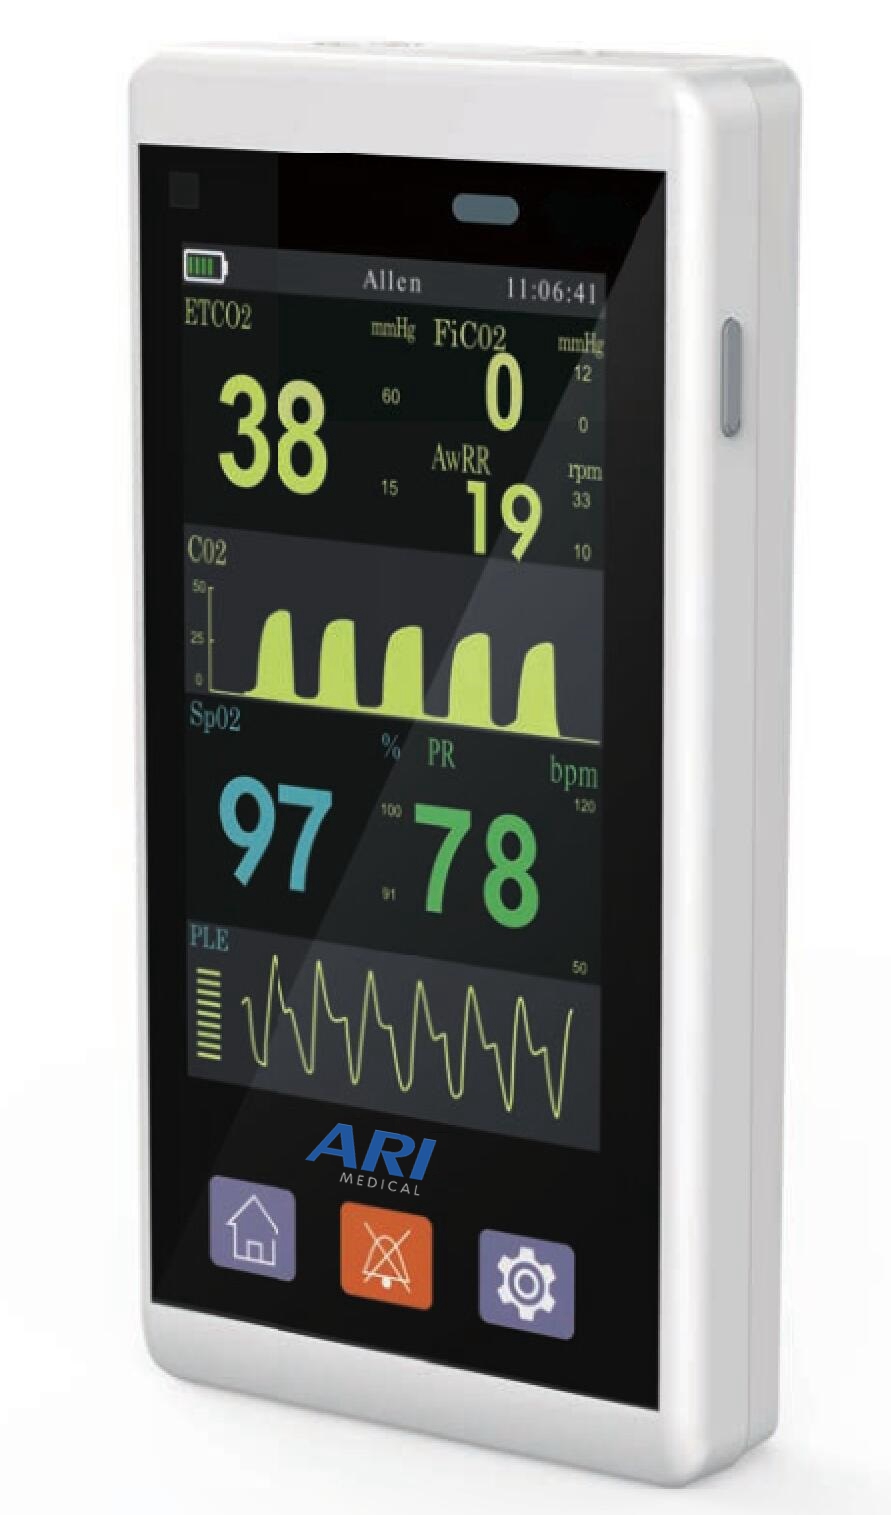 Allen 11:06:41
ETCO2 mmHg FiCO2 mmHg
38 60 15 0 12 0
AwRR rpm
19 33 10
CO2
50
25
0
SpO2 % PR bpm
97 100 91 78 120 50
PLE
ARI
MEDICAL